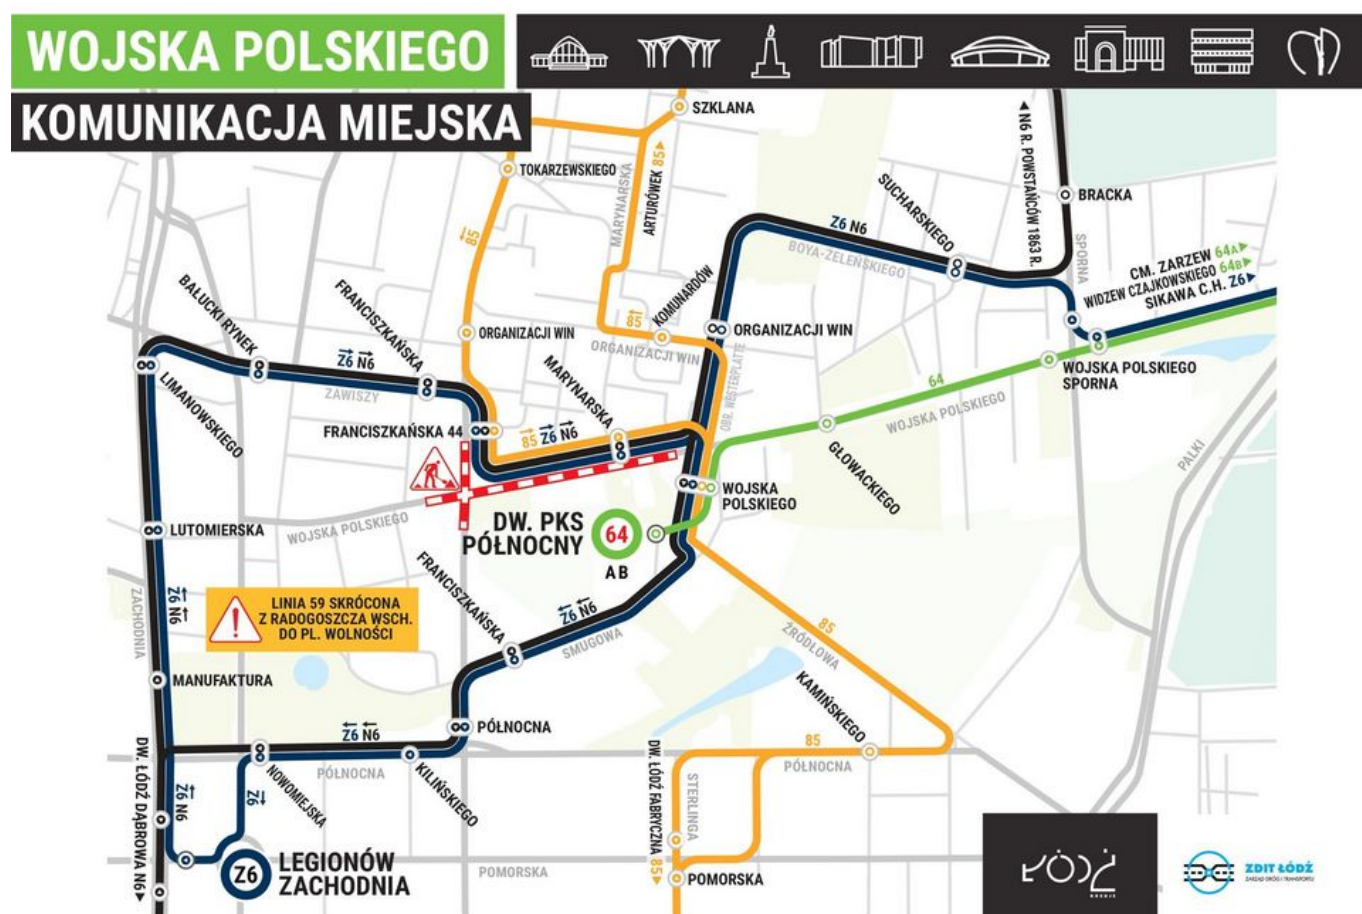 WOJSKA POLSKIEGO
KOMUNIKACJA MIEJSKA
SZKLANA
TOKARZEWSKIEGO
MARYNARSKA
ARTURÓWEK 85
85
N6 R. POWSTAŃCÓW 1863 R.
BRACKA
SUCHARSKIEGO
Z6 N6
BOYA-ŻELEŃSKIEGO
SPORNA
CM. ZARZEW 64A
WIDZEW CZAJKOWSKIEGO 64B
SIKAWA C.H. Z6
BAŁUCKI RYNEK
FRANCISZKAŃSKA
KOMUNARDÓW
85
ORGANIZACJI WIN
ORGANIZACJI WIN
ORGANIZACJI WIN
OBR. WESTERPLATTE
Z6 N6
ZAWISZY
LIMANOWSKIEGO
MARYNARSKA
WOJSKA POLSKIEGO
SPORNA
64
WOJSKA POLSKIEGO
FRANCISZKAŃSKA 44
85 Z6 N6
GŁOWACKIEGO
PALKI
WOJSKA
POLSKIEGO
LUTOMIERSKA
WOJSKA POLSKIEGO
DW. PKS
PÓŁNOCNY
64
A B
ZACHODNIA
Z6 N6
LINIA 59 SKRÓCONA
Z RADOGOSZCZA WSCH.
DO PL. WOLNOŚCI
FRANCISZKAŃSKA
Z6 N6
SMUGOWA
85
ŹRÓDŁOWA
MANUFAKTURA
KAMIŃSKIEGO
PÓŁNOCNA
Z6 N6
PÓŁNOCNA
85
PÓŁNOCNA
DW. ŁÓDŹ DĄBROWA N6
Z6 N6
Z6
NOWOMIEJSKA
KILIŃSKIEGO
DW. ŁÓDŹ FABRYCZNA 85
STERLINGA
Z6
LEGIONÓW
ZACHODNIA
POMORSKA
POMORSKA
ŁÓDŹ
KREUJE
ZDIT ŁÓDŹ
ZARZĄD DRÓG I TRANSPORTU